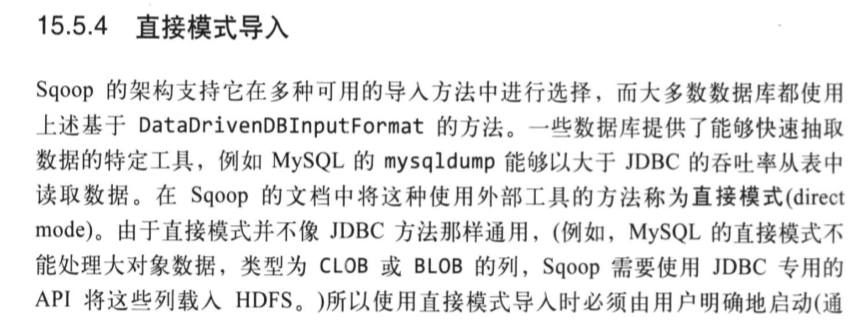 15.5.4 直接模式导入
Sqoop 的架构支持它在多种可用的导入方法中进行选择，而大多数数据库都使用
上述基于 DataDrivenDBInputFormat 的方法。一些数据库提供了能够快速抽取
数据的特定工具，例如 MySQL 的 mysqldump 能够以大于 JDBC 的吞吐率从表中
读取数据。在 Sqoop 的文档中将这种使用外部工具的方法称为直接模式(direct
mode)。由于直接模式并不像 JDBC 方法那样通用，(例如，MySQL 的直接模式不
能处理大对象数据，类型为 CLOB 或 BLOB 的列，Sqoop 需要使用 JDBC 专用的
API 将这些列载入 HDFS。)所以使用直接模式导入时必须由用户明确地启动(通